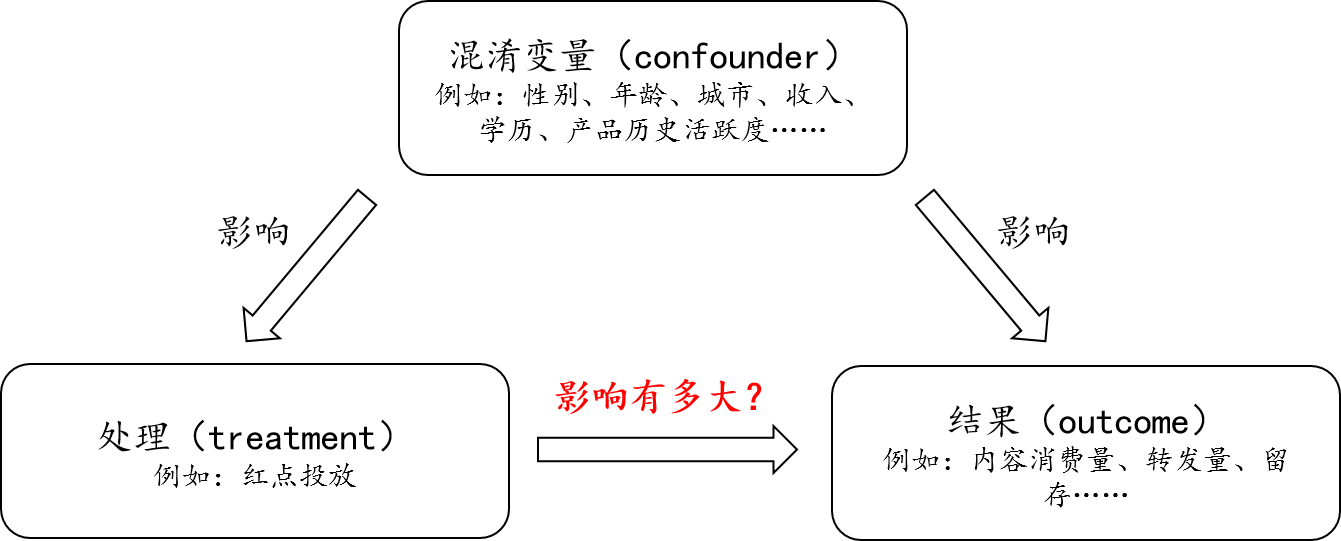 混淆变量（confounder）
例如：性别、年龄、城市、收入、
学历、产品历史活跃度……
影响
影响
处理（treatment）
例如：红点投放
影响有多大？
结果（outcome）
例如：内容消费量、转发量、留
存……